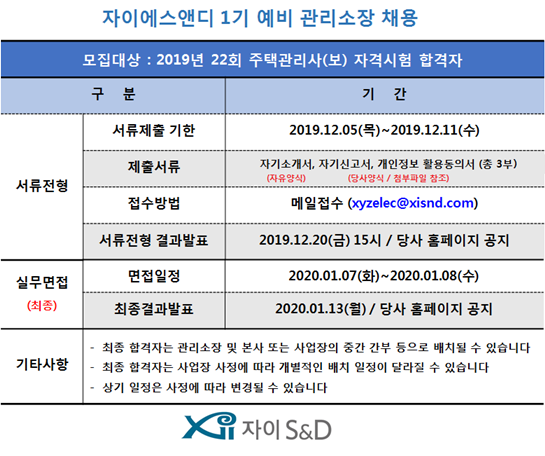 자이에스앤디 1기 예비 관리소장 채용
모집대상 : 2019년 22회 주택관리사(보) 자격시험 합격자
구 분
기 간
서류전형
서류제출 기한
2019.12.05(목)~2019.12.11(수)
제출서류
자기소개서, 자기신고서, 개인정보 활용동의서 (총 3부)
(자유양식)
(당사양식 / 첨부파일 참조)
접수방법
메일접수 (xyzelec@xisnd.com)
서류전형 결과발표
2019.12.20(금) 15시 / 당사 홈페이지 공지
실무면접
(최종)
면접일정
2020.01.07(화)~2020.01.08(수)
최종결과발표
2020.01.13(월) / 당사 홈페이지 공지
기타사항
- 최종 합격자는 관리소장 및 본사 또는 사업장의 중간 간부 등으로 배치될 수 있습니다
- 최종 합격자는 사업장 사정에 따라 개별적인 배치 일정이 달라질 수 있습니다
- 상기 일정은 사정에 따라 변경될 수 있습니다
Xii 자이 S&D